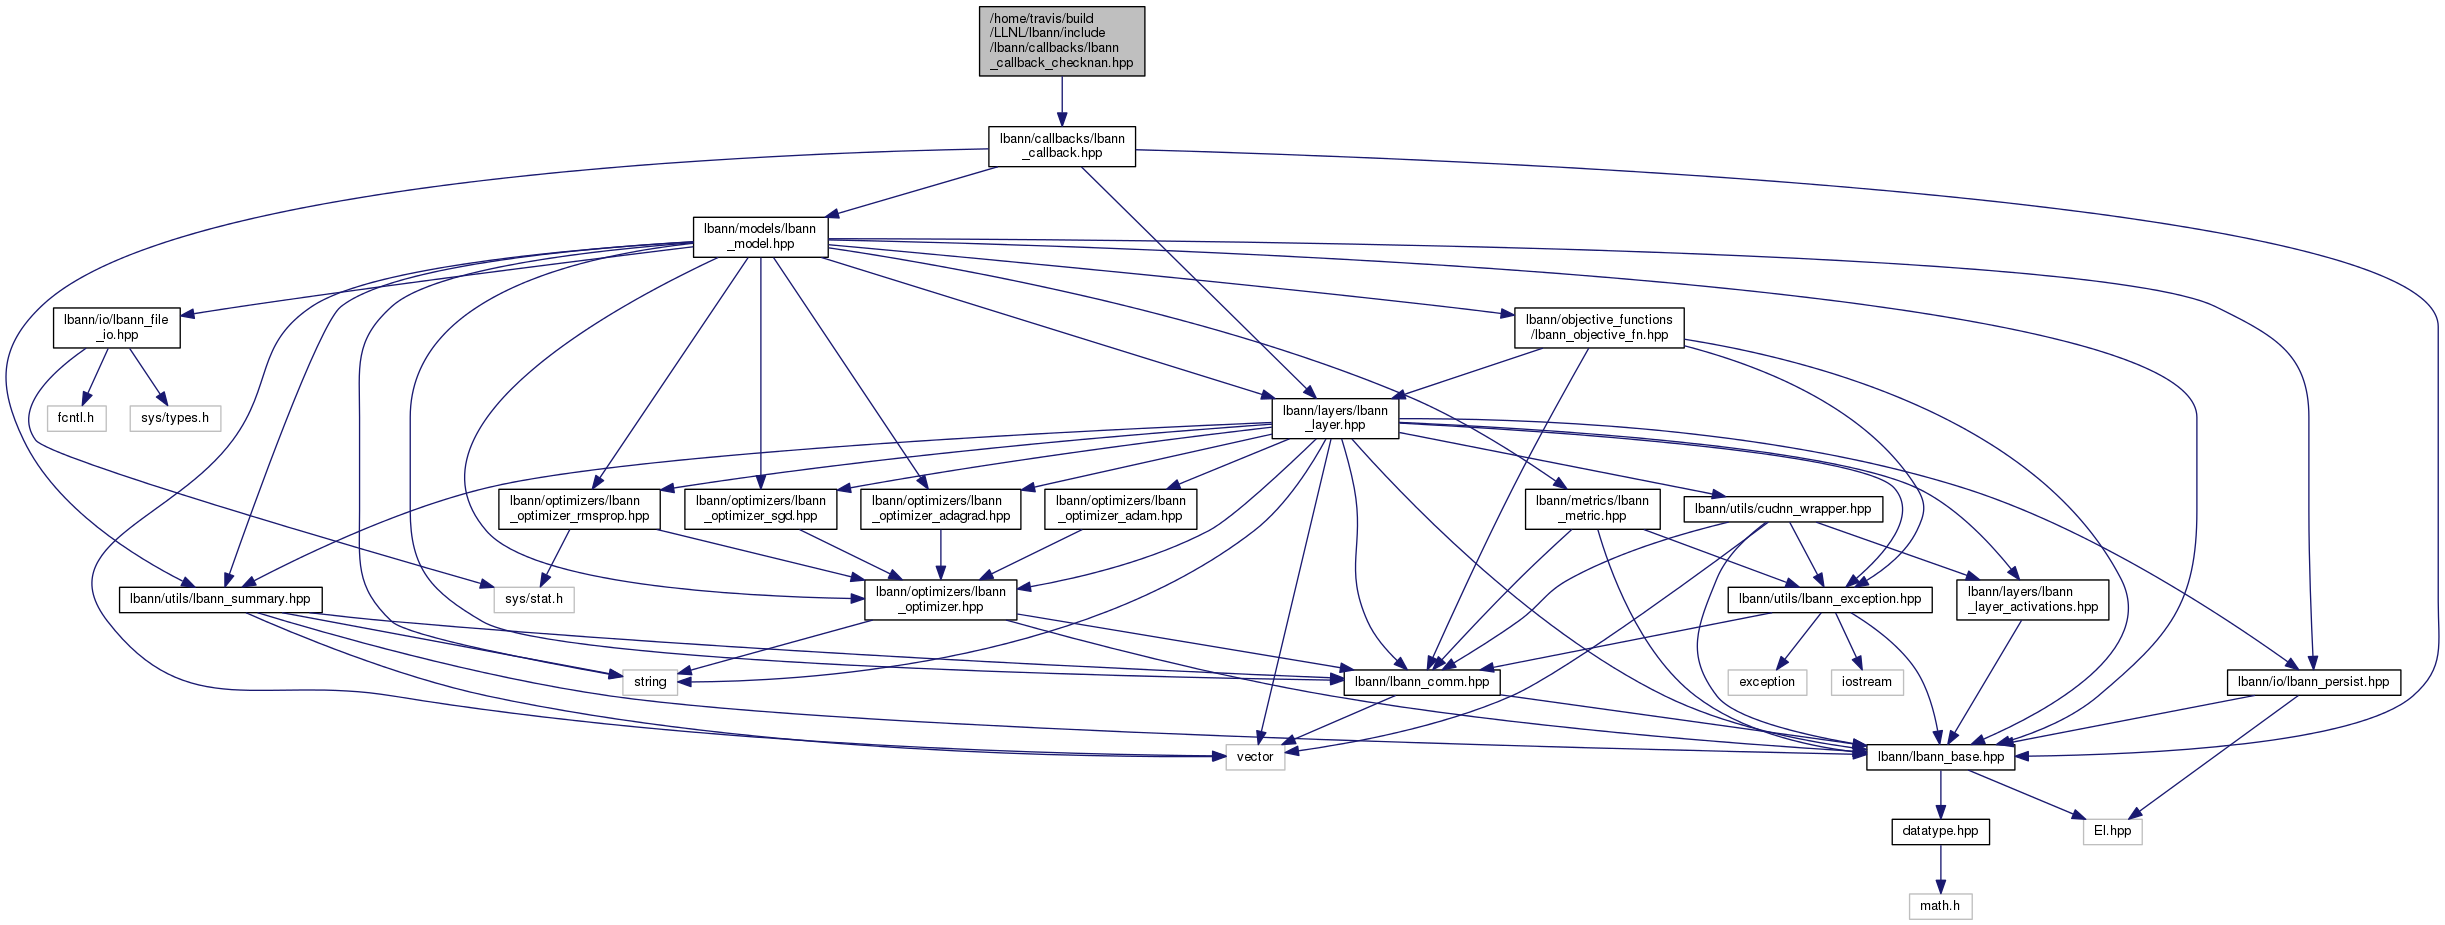 /home/travis/build
/LLNL/lbann/include
/lbann/callbacks/lbann
_callback_checknan.hpp
lbann/callbacks/lbann
_callback.hpp
lbann/models/lbann
_model.hpp
lbann/io/lbann_file
_io.hpp
lbann/objective_functions
/lbann_objective_fn.hpp
fcntl.h
sys/types.h
lbann/layers/lbann
_layer.hpp
lbann/optimizers/lbann
_optimizer_rmsprop.hpp
lbann/optimizers/lbann
_optimizer_sgd.hpp
lbann/optimizers/lbann
_optimizer_adagrad.hpp
lbann/optimizers/lbann
_optimizer_adam.hpp
lbann/metrics/lbann
_metric.hpp
lbann/utils/cudnn_wrapper.hpp
lbann/utils/lbann_summary.hpp
sys/stat.h
lbann/optimizers/lbann
_optimizer.hpp
lbann/utils/lbann_exception.hpp
lbann/layers/lbann
_layer_activations.hpp
string
lbann/lbann_comm.hpp
exception
iostream
lbann/io/lbann_persist.hpp
vector
lbann/lbann_base.hpp
datatype.hpp
El.hpp
math.h